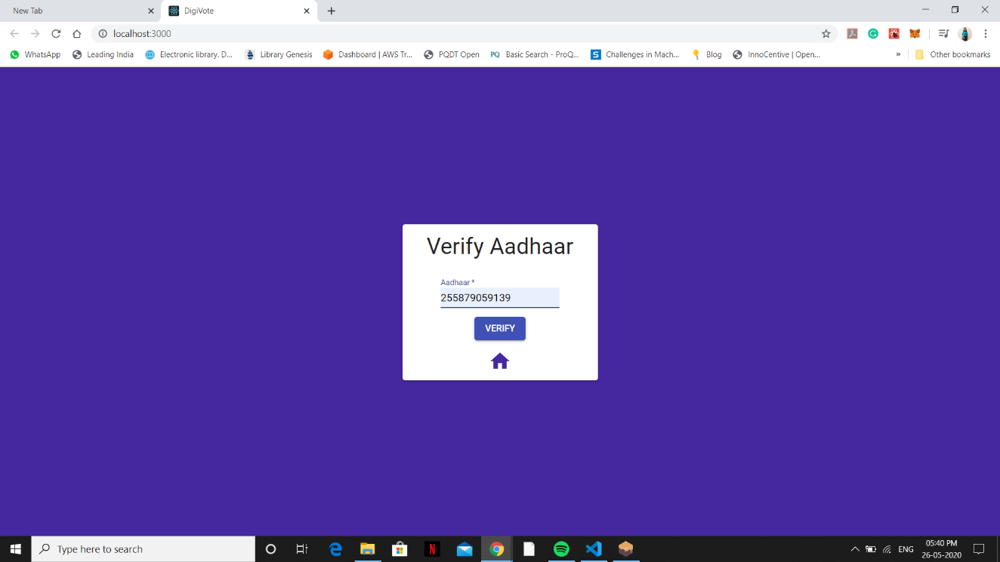 New Tab
DigiVote
localhost:3000
WhatsApp
Leading India
Electronic library. D...
Library Genesis
Dashboard | AWS Tr...
PQDT Open
PQ Basic Search - ProQ...
S Challenges in Mach...
Blog
InnoCentive | Open...
» Other bookmarks
Verify Aadhaar
Aadhaar *
255879059139
VERIFY
Type here to search
N
ENG
05:40 PM
26-05-2020